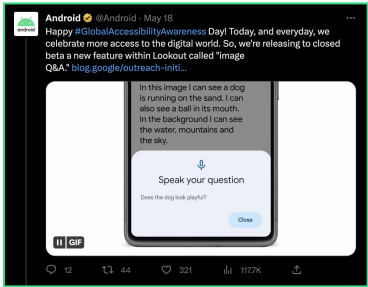 Android @Android · May 18
android
Happy #GlobalAccessibilityAwareness Day! Today, and everyday, we
celebrate more access to the digital world. So, we're releasing to closed
beta a new feature within Lookout called "image
Q&A." blog.google/outreach-initi...
In this image I can see a dog
is running on the sand. I can
also see a ball in its mouth.
In the background I can see
the water, mountains and
the sky.
Speak your question
Does the dog look playful?
Close
GIF
12 44 321 117.7K